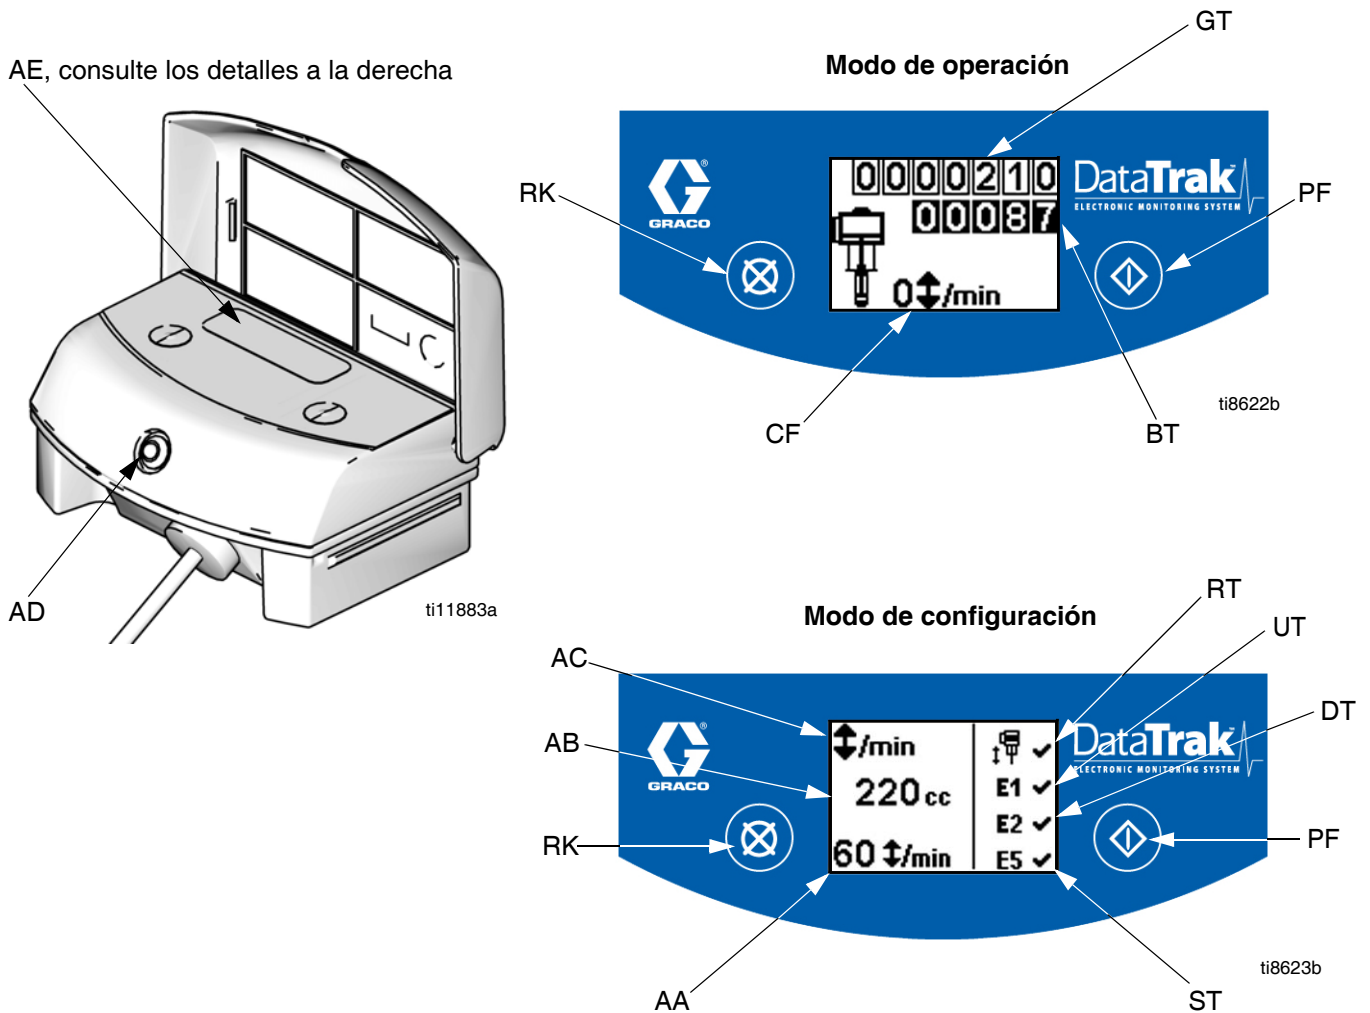 GT
AE, consulte los detalles a la derecha
Modo de operación
RK
GRACO
0000210
00087
0 /min
DataTrak™
ELECTRONIC MONITORING SYSTEM
PF
CF
BT
ti8622b
AD
ti11883a
Modo de configuración
RT
UT
AC
DT
AB
GRACO
/min
220 cc
60 /min
E1
E2
E5
DataTrak™
ELECTRONIC MONITORING SYSTEM
RK
PF
ti8623b
AA
ST